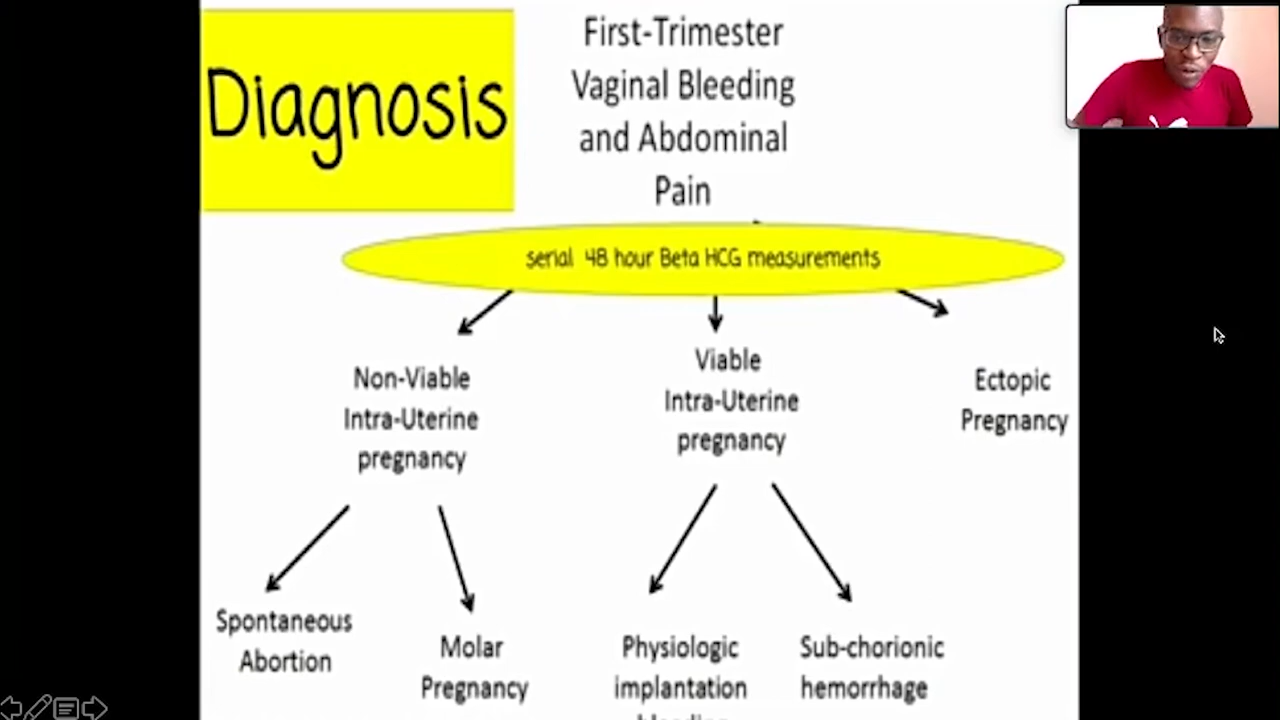 Diagnosis
First-Trimester
Vaginal Bleeding
and Abdominal
Pain
serial 48 hour Beta HCG measurements
Non-Viable
Intra-Uterine
pregnancy
Viable
Intra-Uterine
pregnancy
Ectopic
Pregnancy
Spontaneous
Abortion
Molar
Pregnancy
Physiologic
implantation
bleeding
Sub-chorionic
hemorrhage